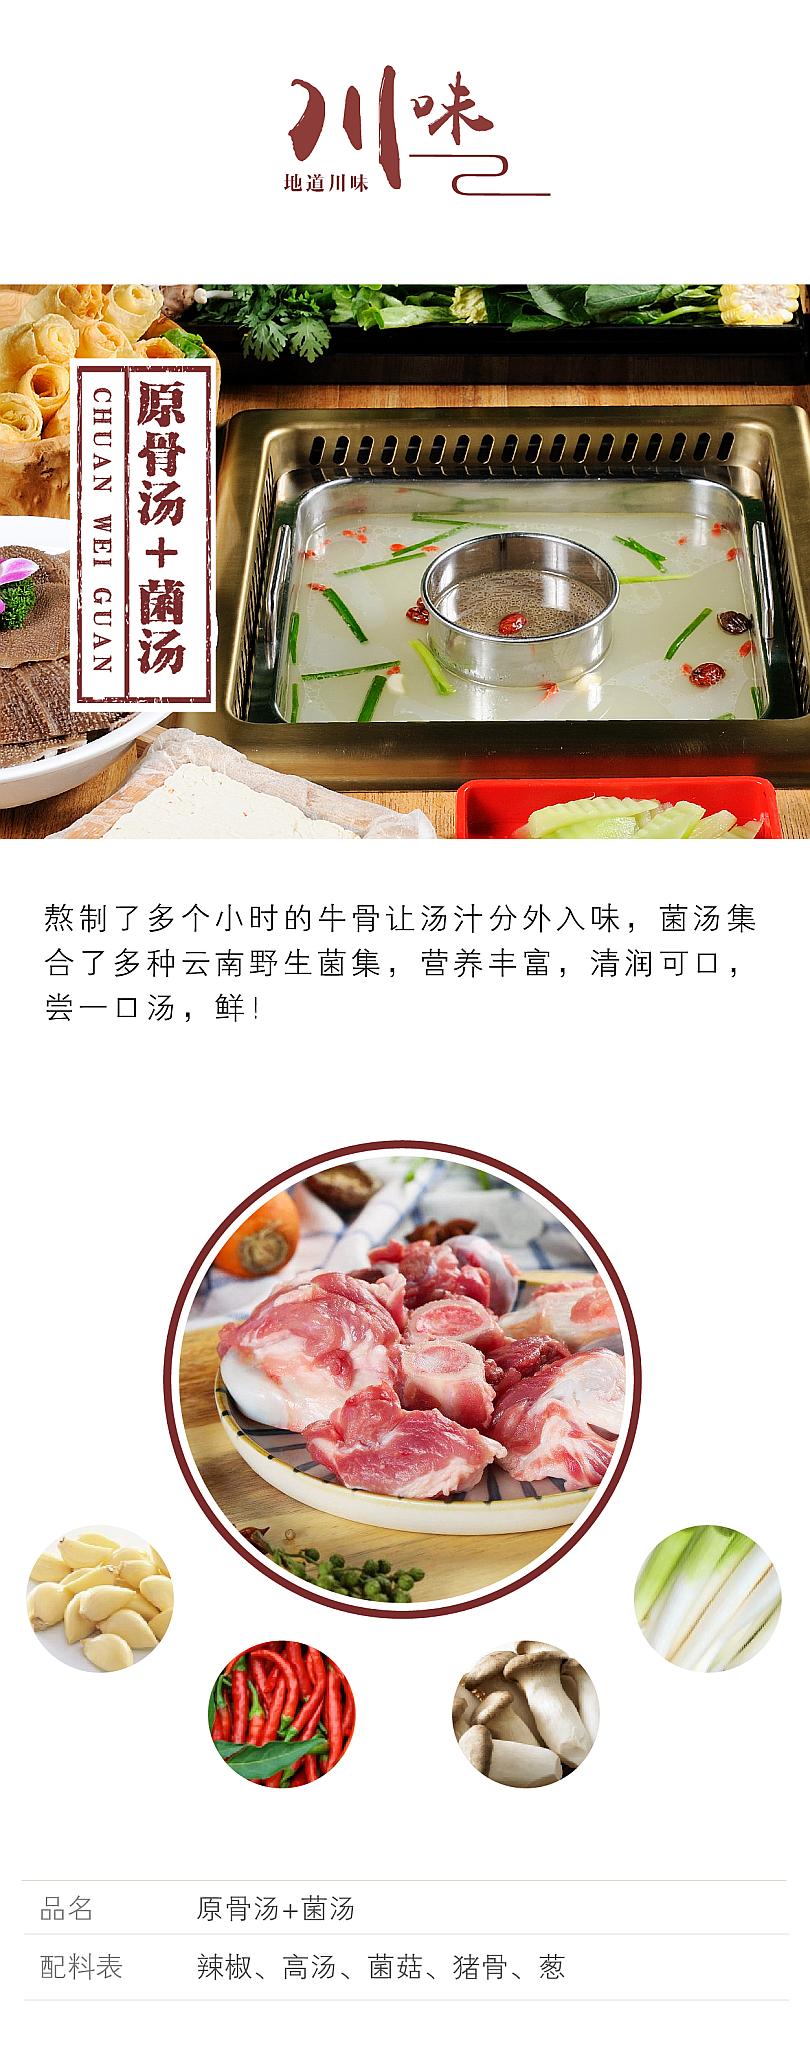 川味
地道川味
原骨汤+菌汤
CHUAN WEI GUAN
熬制了多个小时的牛骨让汤汁分外入味，菌汤集
合了多种云南野生菌集，营养丰富，清润可口，
尝一口汤，鲜！
品名 原骨汤+菌汤
配料表 辣椒、高汤、菌菇、猪骨、葱